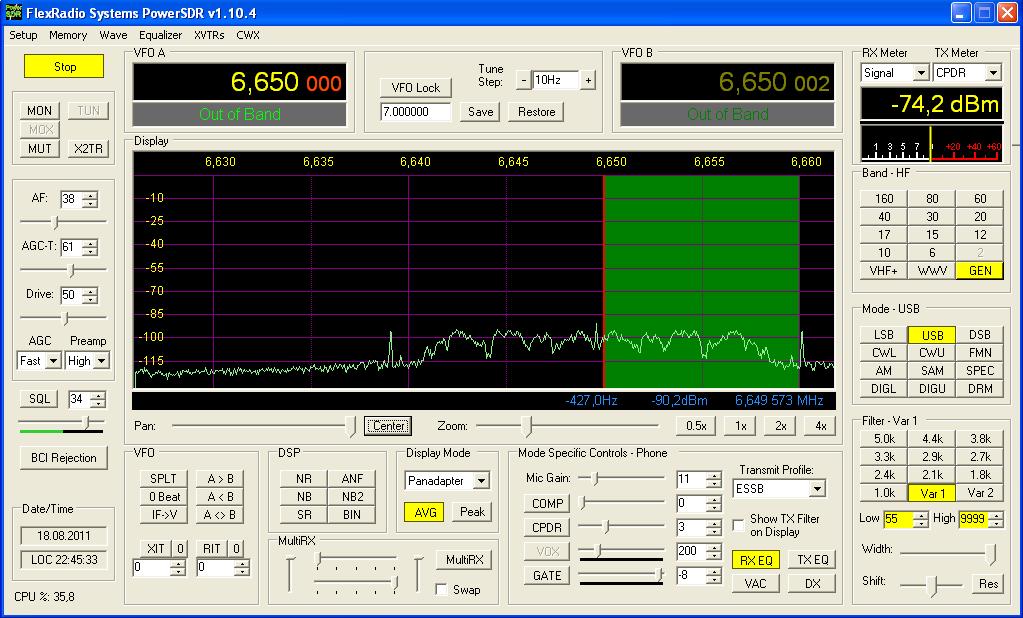 FlexRadio Systems PowerSDR v1.10.4
Setup Memory Wave Equalizer XVTRs CWX
Stop
MON TUN
MOX
MUT X2TR
AF: 38
AGC-T: 61
Drive: 50
AGC Preamp
Fast High
SQL 34
BCI Rejection
Date/Time
18.08.2011
LOC 22:45:33
CPU %: 35,8
VFO A
6,650 000
Out of Band
VFO Lock
Tune Step: - 10Hz +
7.000000 Save Restore
VFO B
6,650 002
Out of Band
RX Meter TX Meter
Signal CPDR
-74,2 dBm
1 3 5 7 +20 +40 +60
Display
6,630 6,635 6,640 6,645 6,650 6,655 6,660
-10
-25
-40
-55
-70
-85
-100
-115
-427,0Hz -90,2dBm 6,649 573 MHz
Pan: Center Zoom: 0.5x 1x 2x 4x
Band - HF
160 80 60
40 30 20
17 15 12
10 6 2
VHF+ WWV GEN
Mode - USB
LSB USB DSB
CWL CWU FMN
AM SAM SPEC
DIGL DIGU DRM
Filter - Var 1
5.0k 4.4k 3.8k
3.3k 2.9k 2.7k
2.4k 2.1k 1.8k
1.0k Var 1 Var 2
Low 55 High 9999
Width:
Shift: Res
VFO
SPLT A > B
0 Beat A < B
IF->V A <> B
XIT 0 RIT 0
0 0
DSP
NR ANF
NB NB2
SR BIN
Display Mode
Panadapter
AVG Peak
MultiRX
MultiRX
Swap
Mode Specific Controls - Phone
Mic Gain: 11
COMP 0
CPDR 3
VOX 200
GATE -8
Transmit Profile:
ESSB
Show TX Filter
on Display
RX EQ TX EQ
VAC DX